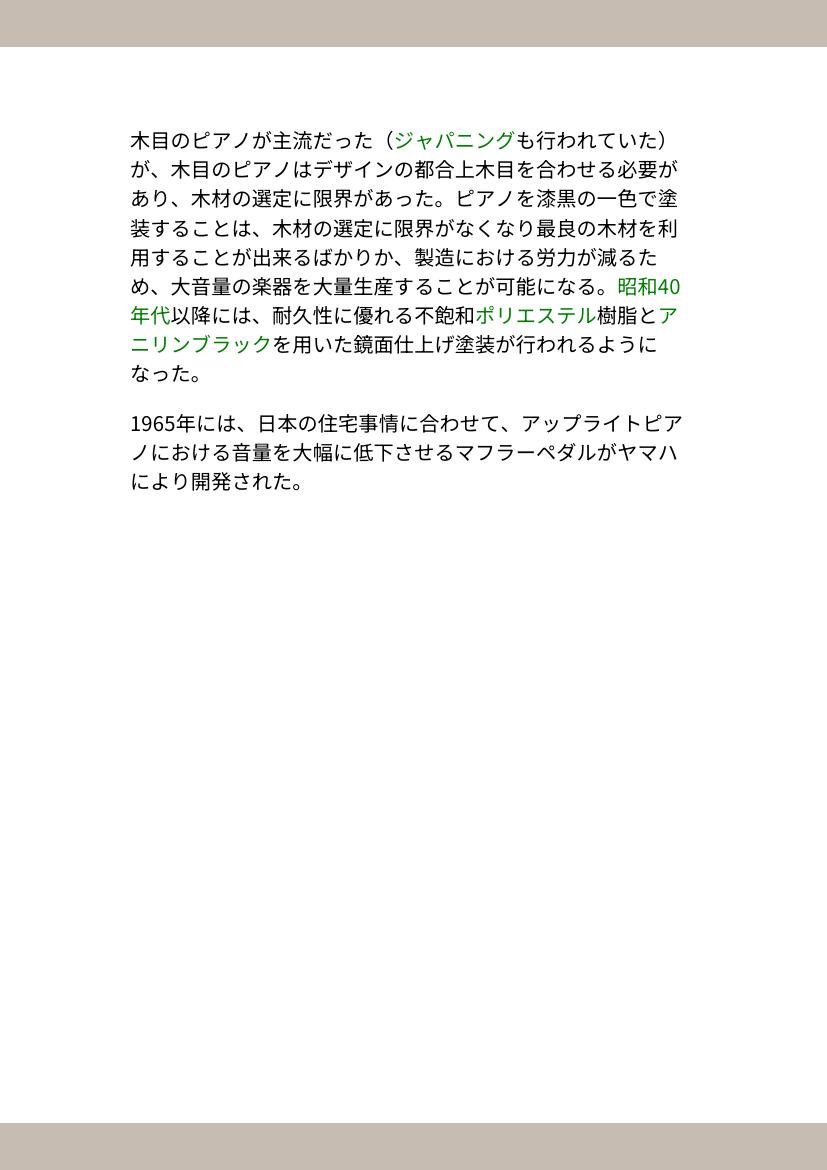 木目のピアノが主流だった（ジャパニングも行われていた）
が、木目のピアノはデザインの都合上木目を合わせる必要が
あり、木材の選定に限界があった。ピアノを漆黒の一色で塗
装することは、木材の選定に限界がなくなり最良の木材を利
用することが出来るばかりか、製造における労力が減るた
め、大音量の楽器を大量生産することが可能になる。昭和40
年代以降には、耐久性に優れる不飽和ポリエステル樹脂とア
ニリンブラックを用いた鏡面仕上げ塗装が行われるように
なった。
1965年には、日本の住宅事情に合わせて、アップライトピア
ノにおける音量を大幅に低下させるマフラーペダルがヤマハ
により開発された。